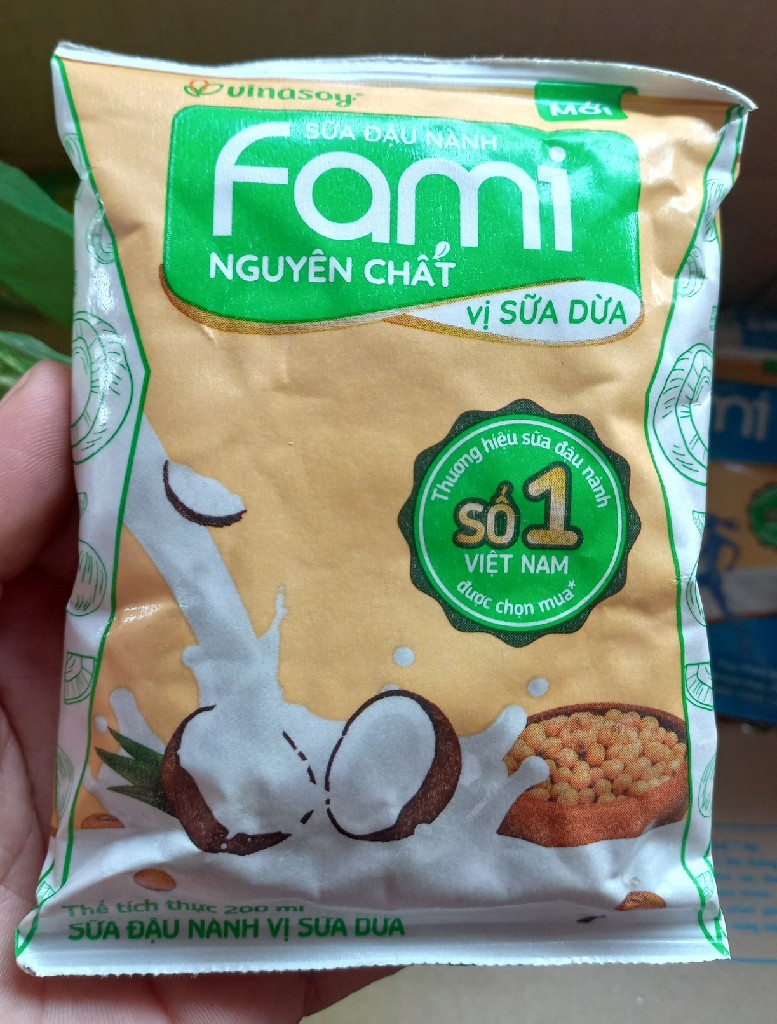 vinasoy
MỚI
SỮA ĐẬU NÀNH
Fami
NGUYÊN CHẤT
vị SỮA DỪA
Thương hiệu sữa đậu nành
SỐ 1
VIỆT NAM
được chọn mua*
Thể tích thực 200 ml
SỮA ĐẬU NÀNH VỊ SỮA DỪA
mi